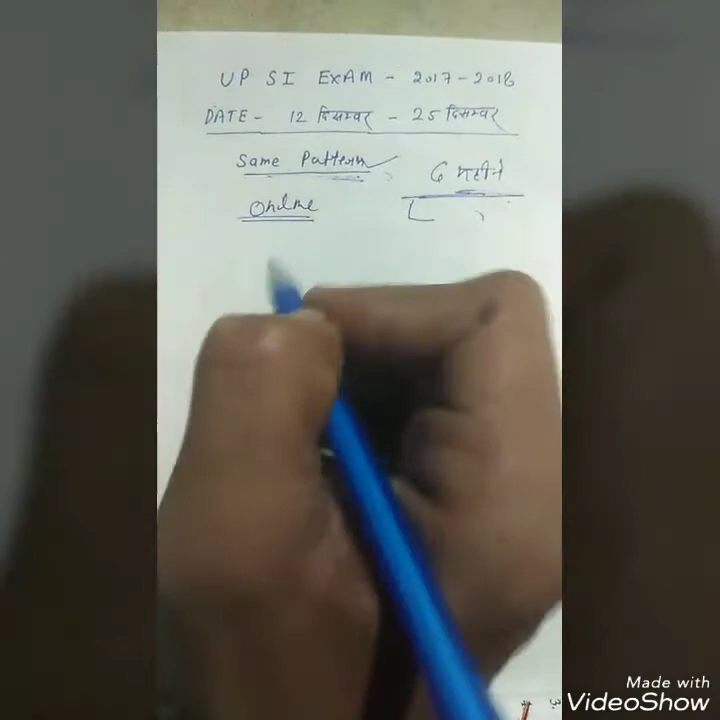 UP SI EXAM - 2017-2018
DATE - 12 दिसम्बर - 25 दिसम्बर
Same Pattern
6 महीने
Online
Made with
VideoShow